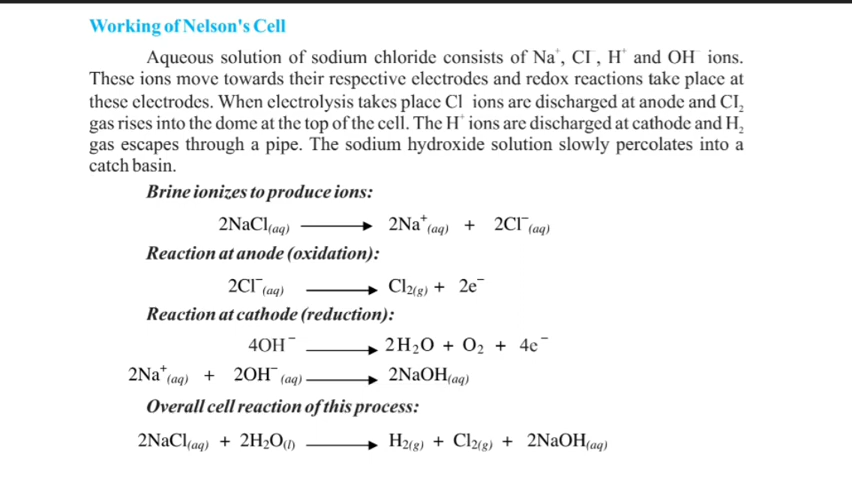 Working of Nelson's Cell
Aqueous solution of sodium chloride consists of Na⁺, Cl⁻, H⁺ and OH⁻ ions.
These ions move towards their respective electrodes and redox reactions take place at
these electrodes. When electrolysis takes place Cl⁻ ions are discharged at anode and Cl₂
gas rises into the dome at the top of the cell. The H⁺ ions are discharged at cathode and H₂
gas escapes through a pipe. The sodium hydroxide solution slowly percolates into a
catch basin.
Brine ionizes to produce ions:
2NaCl(aq) ⟶ 2Na⁺(aq) + 2Cl⁻(aq)
Reaction at anode (oxidation):
2Cl⁻(aq) ⟶ Cl₂(g) + 2e⁻
Reaction at cathode (reduction):
4OH⁻ ⟶ 2H₂O + O₂ + 4e⁻
2Na⁺(aq) + 2OH⁻(aq) ⟶ 2NaOH(aq)
Overall cell reaction of this process:
2NaCl(aq) + 2H₂O(l) ⟶ H₂(g) + Cl₂(g) + 2NaOH(aq)